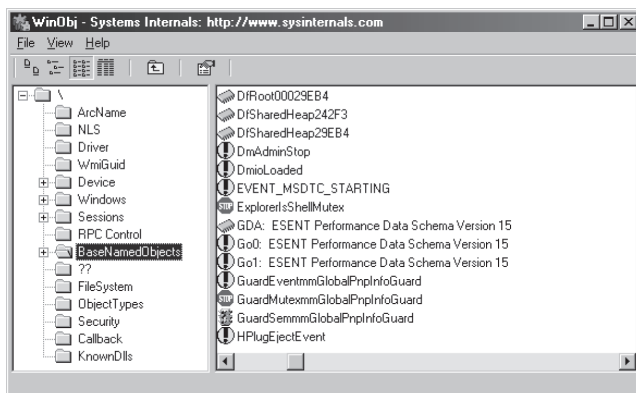 WinObj - Systems Internals: http://www.sysinternals.com
File View Help
\
ArcName
NLS
Driver
WmiGuid
Device
Windows
Sessions
RPC Control
BaseNamedObjects
??
FileSystem
ObjectTypes
Security
Callback
KnownDlls
DfRoot00029EB4
DfSharedHeap242F3
DfSharedHeap29EB4
DmAdminStop
DmioLoaded
EVENT_MSDTC_STARTING
STOP ExplorerIsShellMutex
GDA: ESENT Performance Data Schema Version 15
Go0: ESENT Performance Data Schema Version 15
Go1: ESENT Performance Data Schema Version 15
GuardEventmmGlobalPnpInfoGuard
STOP GuardMutexmmGlobalPnpInfoGuard
GuardSemmmGlobalPnpInfoGuard
HPlugEjectEvent